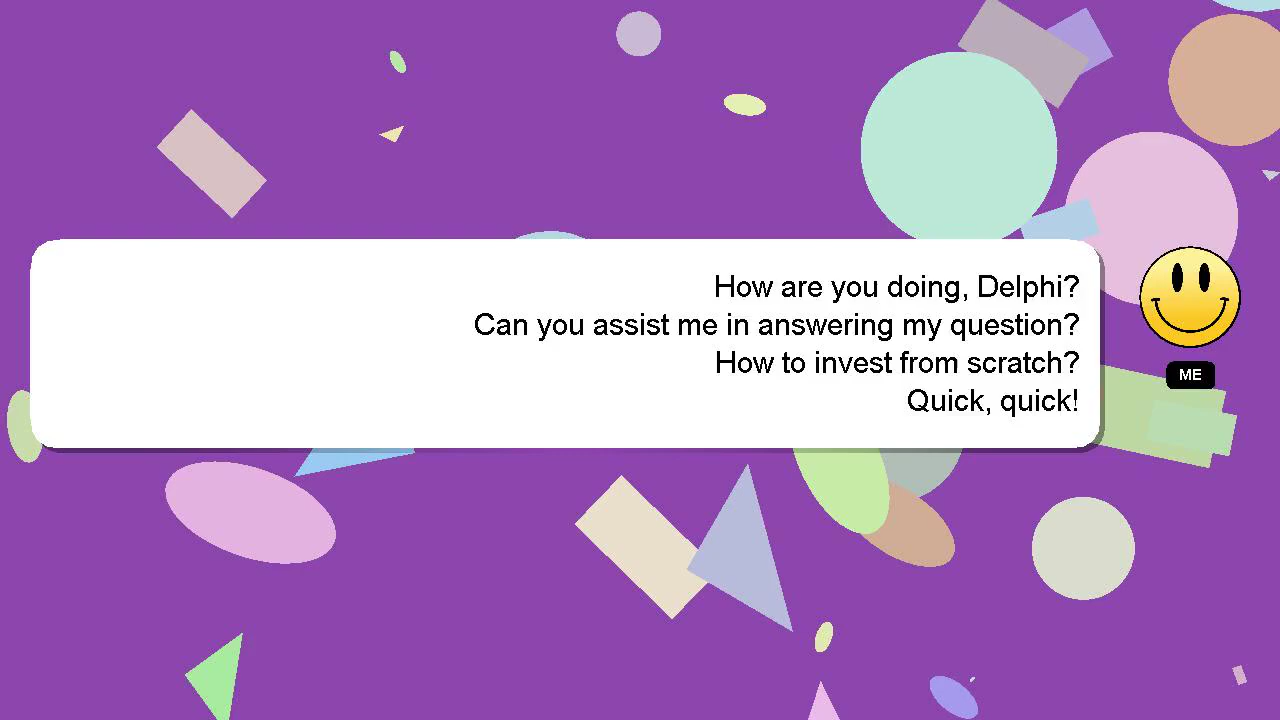 How are you doing, Delphi?
Can you assist me in answering my question?
How to invest from scratch?
Quick, quick!
ME